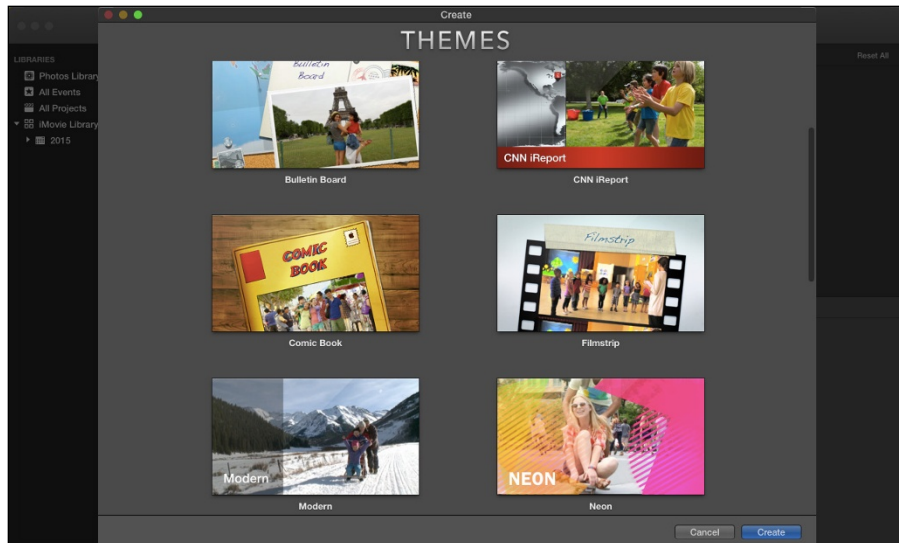 Create
THEMES
Reset All
LIBRARIES
Photos Library
All Events
All Projects
iMovie Library
2015
Bulletin
Board
Bulletin Board
CNN iReport
CNN iReport
COMIC
BOOK
Comic Book
Filmstrip
Filmstrip
Modern
Modern
NEON
Neon
Cancel
Create